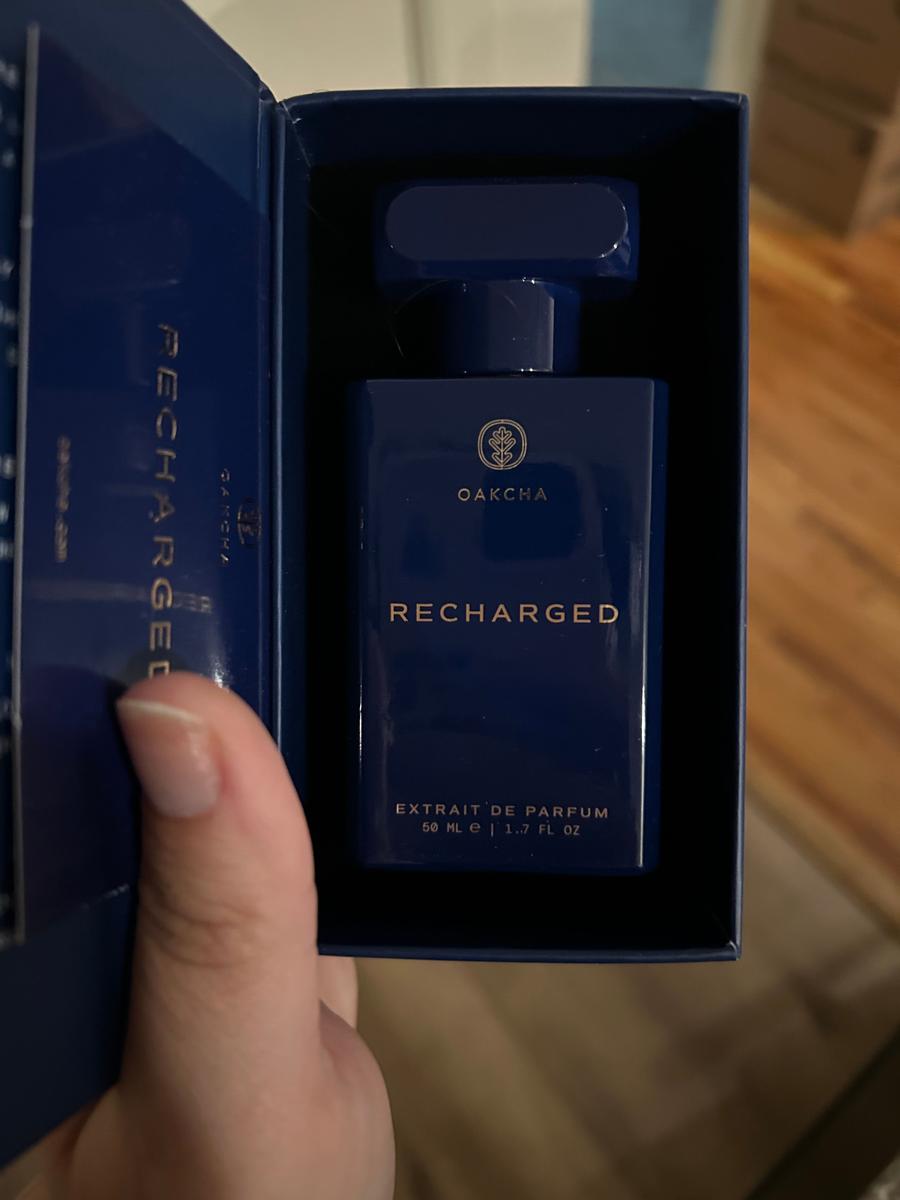 RECHARGED
OAKCHA
OAKCHA
RECHARGED
EXTRAIT DE PARFUM
50 ML e | 1.7 FL OZ